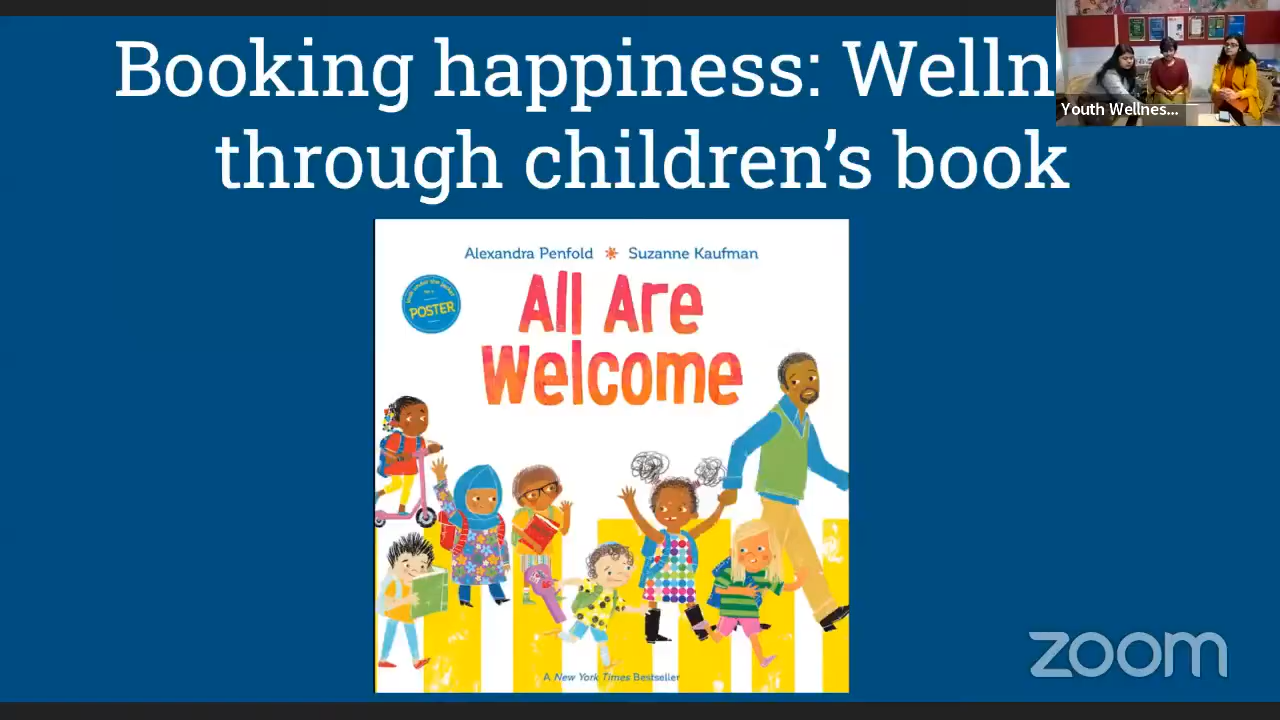 Booking happiness: Welln
through children's book
Youth Wellnes...
Alexandra Penfold * Suzanne Kaufman
POSTER
All Are
Welcome
A New York Times Bestseller
zoom